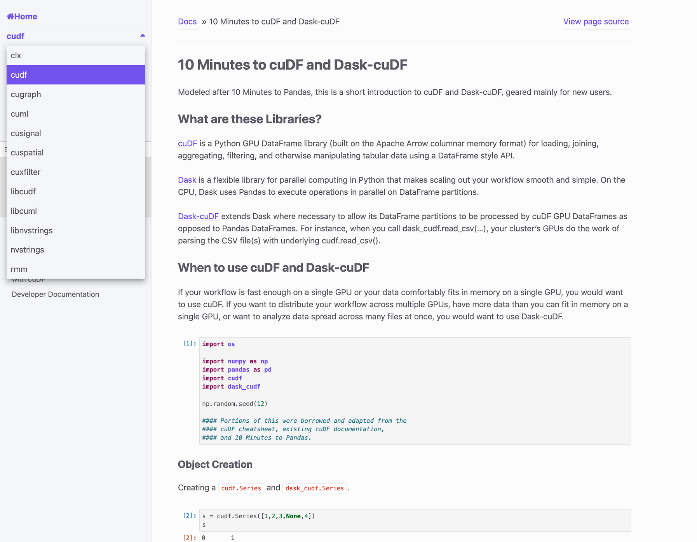 Home
cudf
clx
cudf
cugraph
cuml
cusignal
cuspatial
cuxfilter
libcudf
libcuml
libnvstrings
nvstrings
rmm
with cuDF
Developer Documentation
Docs » 10 Minutes to cuDF and Dask-cuDF
View page source
10 Minutes to cuDF and Dask-cuDF
Modeled after 10 Minutes to Pandas, this is a short introduction to cuDF and Dask-cuDF, geared mainly for new users.
What are these Libraries?
cuDF is a Python GPU DataFrame library (built on the Apache Arrow columnar memory format) for loading, joining,
aggregating, filtering, and otherwise manipulating tabular data using a DataFrame style API.
Dask is a flexible library for parallel computing in Python that makes scaling out your workflow smooth and simple. On the
CPU, Dask uses Pandas to execute operations in parallel on DataFrame partitions.
Dask-cuDF extends Dask where necessary to allow its DataFrame partitions to be processed by cuDF GPU DataFrames as
opposed to Pandas DataFrames. For instance, when you call dask_cudf.read_csv(...), your cluster's GPUs do the work of
parsing the CSV file(s) with underlying cudf.read_csv().
When to use cuDF and Dask-cuDF
If your workflow is fast enough on a single GPU or your data comfortably fits in memory on a single GPU, you would want
to use cuDF. If you want to distribute your workflow across multiple GPUs, have more data than you can fit in memory on a
single GPU, or want to analyze data spread across many files at once, you would want to use Dask-cuDF.
[1]: import os
import numpy as np
import pandas as pd
import cudf
import dask_cudf
np.random.seed(12)
#### Portions of this were borrowed and adapted from the
#### cuDF cheatsheet, existing cuDF documentation,
#### and 10 Minutes to Pandas.
Object Creation
Creating a cudf.Series and dask_cudf.Series.
[2]: s = cudf.Series([1,2,3,None,4])
s
[2]: 0 1